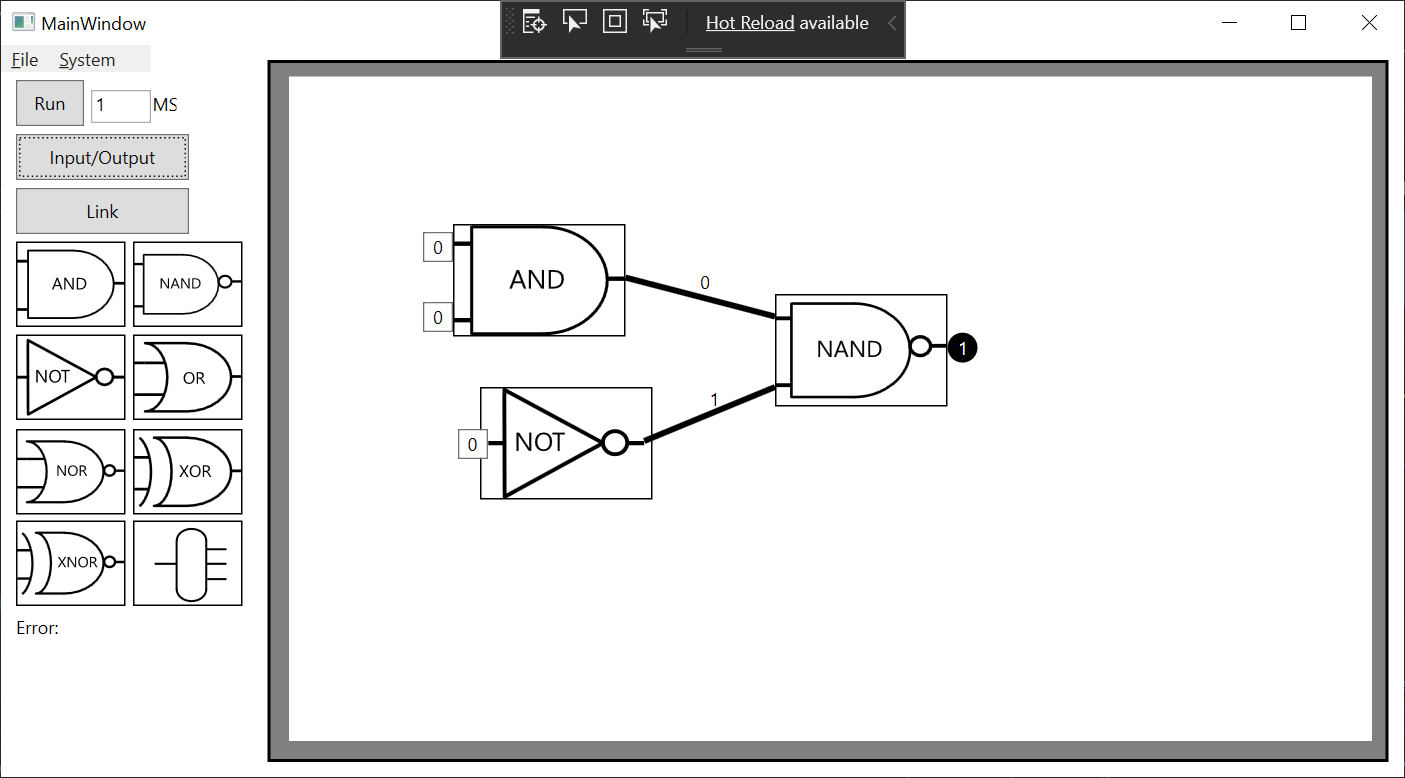 MainWindow
Hot Reload available
File System
Run 1 MS
Input/Output
Link
AND NAND
NOT OR
NOR XOR
XNOR
Error:
0
0
AND
0
NAND
1
1
0
NOT